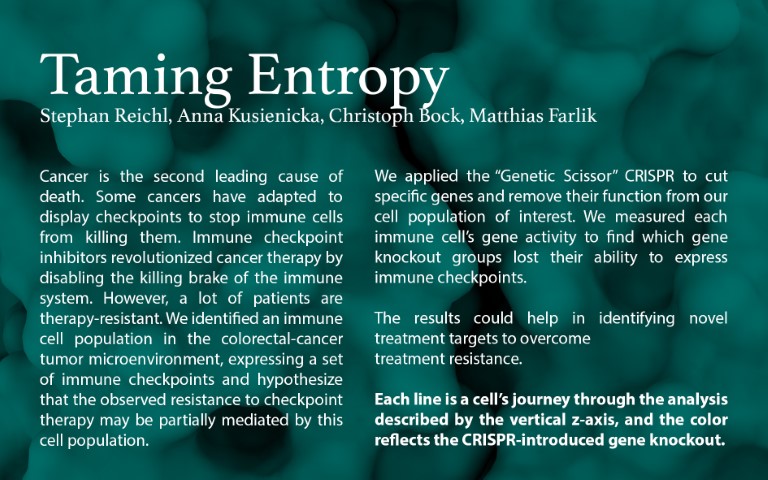 Taming Entropy
Stephan Reichl, Anna Kusienicka, Christoph Bock, Matthias Farlik
Cancer is the second leading cause of
death. Some cancers have adapted to
display checkpoints to stop immune cells
from killing them. Immune checkpoint
inhibitors revolutionized cancer therapy by
disabling the killing brake of the immune
system. However, a lot of patients are
therapy-resistant. We identified an immune
cell population in the colorectal-cancer
tumor microenvironment, expressing a set
of immune checkpoints and hypothesize
that the observed resistance to checkpoint
therapy may be partially mediated by this
cell population.
We applied the “Genetic Scissor” CRISPR to cut
specific genes and remove their function from our
cell population of interest. We measured each
immune cell’s gene activity to find which gene
knockout groups lost their ability to express
immune checkpoints.
The results could help in identifying novel
treatment targets to overcome
treatment resistance.
Each line is a cell’s journey through the analysis
described by the vertical z-axis, and the color
reflects the CRISPR-introduced gene knockout.